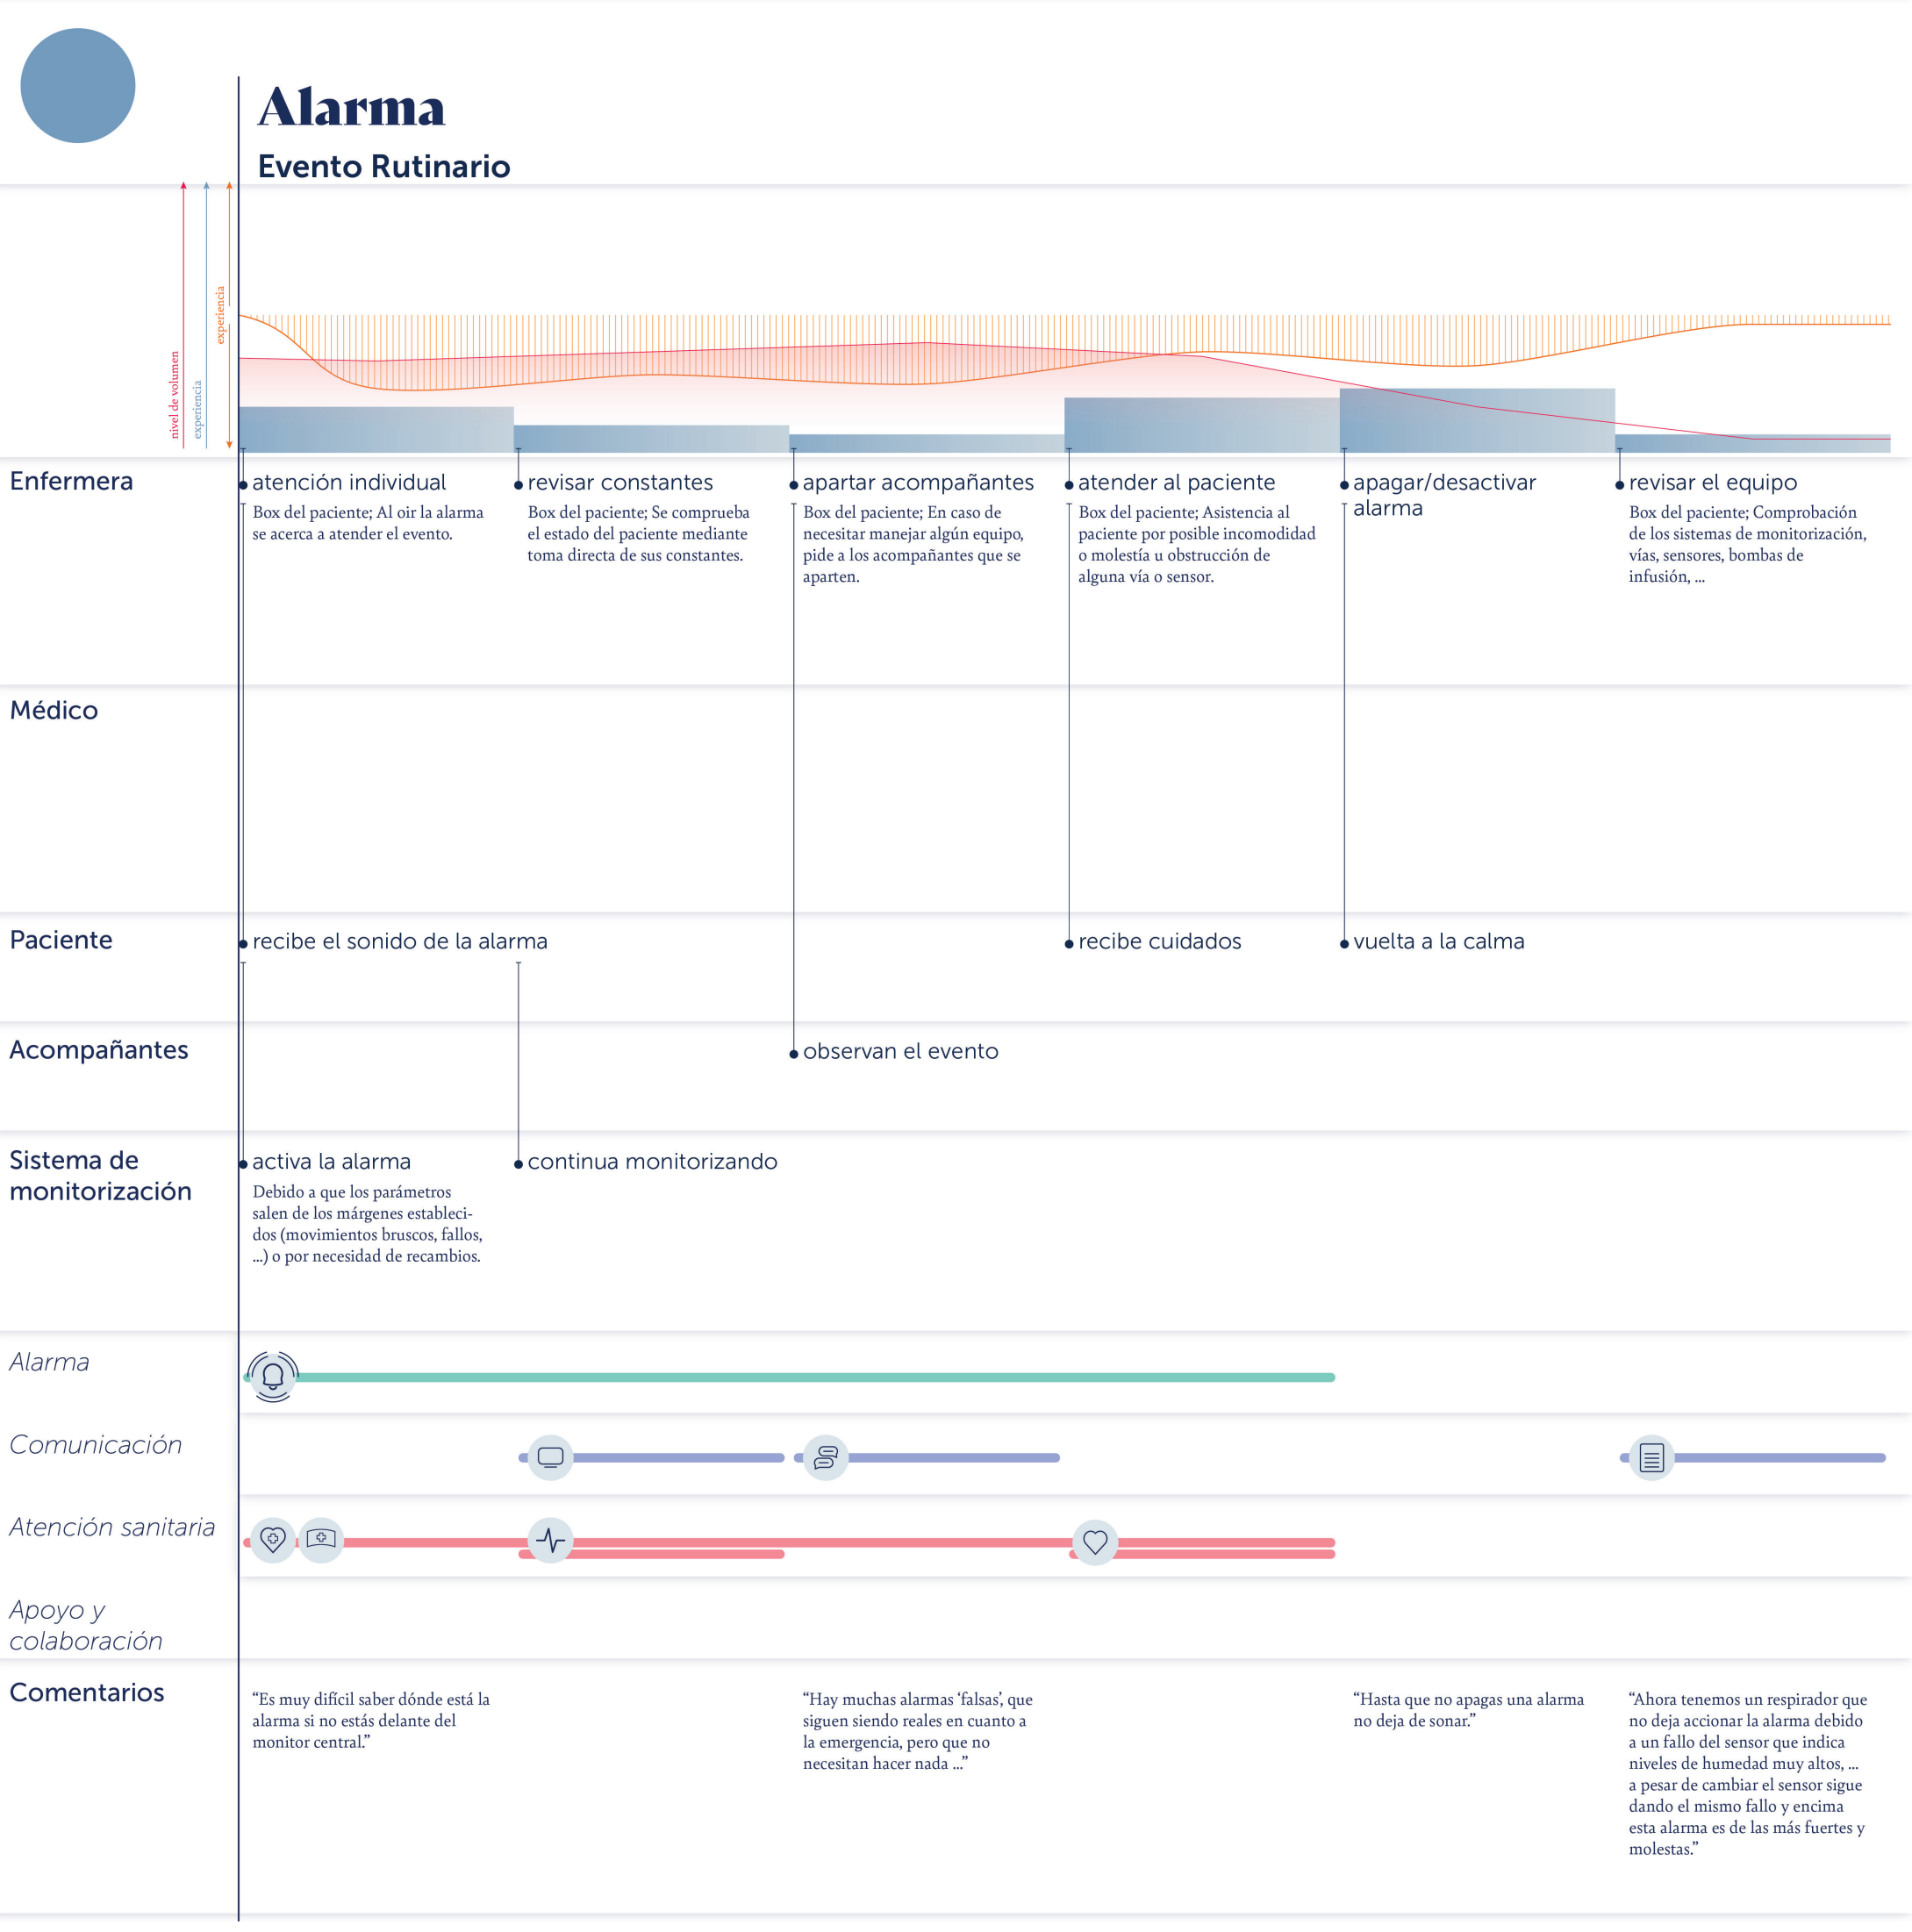 Alarma
Evento Rutinario
nivel de volumen
experiencia
experiencia
Enfermera
atención individual
Box del paciente; Al oir la alarma
se acerca a atender el evento.
revisar constantes
Box del paciente; Se comprueba
el estado del paciente mediante
toma directa de sus constantes.
apartar acompañantes
Box del paciente; En caso de
necesitar manejar algún equipo,
pide a los acompañantes que se
aparten.
atender al paciente
Box del paciente; Asistencia al
paciente por posible incomodidad
o molestía u obstrucción de
alguna vía o sensor.
apagar/desactivar
alarma
revisar el equipo
Box del paciente; Comprobación
de los sistemas de monitorización,
vías, sensores, bombas de
infusión, ...
Médico
Paciente
recibe el sonido de la alarma
recibe cuidados
vuelta a la calma
Acompañantes
observan el evento
Sistema de
monitorización
activa la alarma
Debido a que los parámetros
salen de los márgenes estableci-
dos (movimientos bruscos, fallos,
...) o por necesidad de recambios.
continua monitorizando
Alarma
Comunicación
Atención sanitaria
Apoyo y
colaboración
Comentarios
“Es muy difícil saber dónde está la
alarma si no estás delante del
monitor central.”
“Hay muchas alarmas ‘falsas’, que
siguen siendo reales en cuanto a
la emergencia, pero que no
necesitan hacer nada ...”
“Hasta que no apagas una alarma
no deja de sonar.”
“Ahora tenemos un respirador que
no deja accionar la alarma debido
a un fallo del sensor que indica
niveles de humedad muy altos, ...
a pesar de cambiar el sensor sigue
dando el mismo fallo y encima
esta alarma es de las más fuertes y
molestas.”